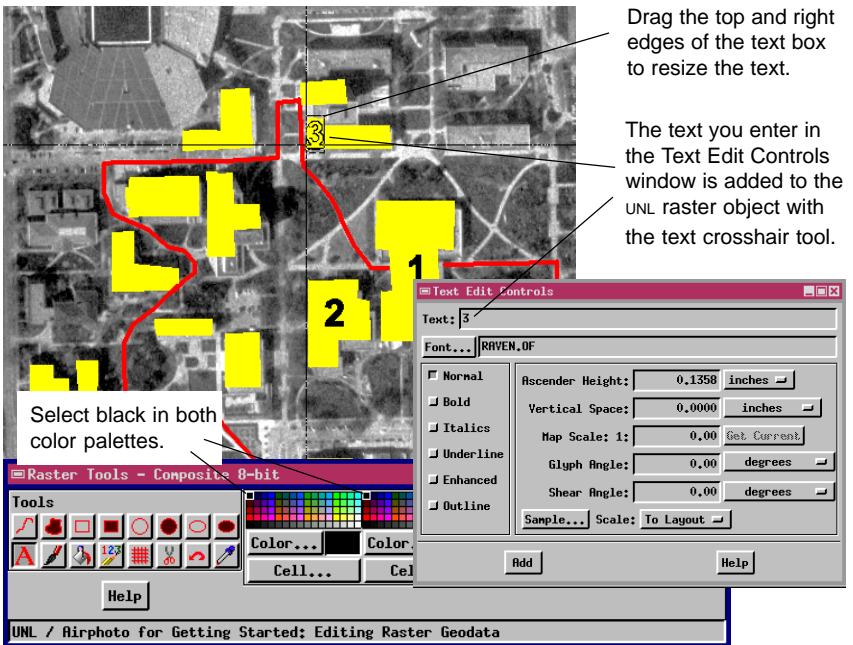 Drag the top and right
edges of the text box
to resize the text.
The text you enter in
the Text Edit Controls
window is added to the
UNL raster object with
the text crosshair tool.
3
1
2
Text Edit Controls
Text: 3
Font... RAVEN.OF
Normal
Bold
Italics
Underline
Enhanced
Outline
Ascender Height: 0.1358 inches
Vertical Space: 0.0000 inches
Map Scale: 1: 0.00 Get Current
Glyph Angle: 0.00 degrees
Shear Angle: 0.00 degrees
Sample... Scale: To Layout
Add Help
Select black in both
color palettes.
Raster Tools - Composite 8-bit
Tools
A 123
Color... Color.
Cell... Cel
Help
UNL / Airphoto for Getting Started: Editing Raster Geodata